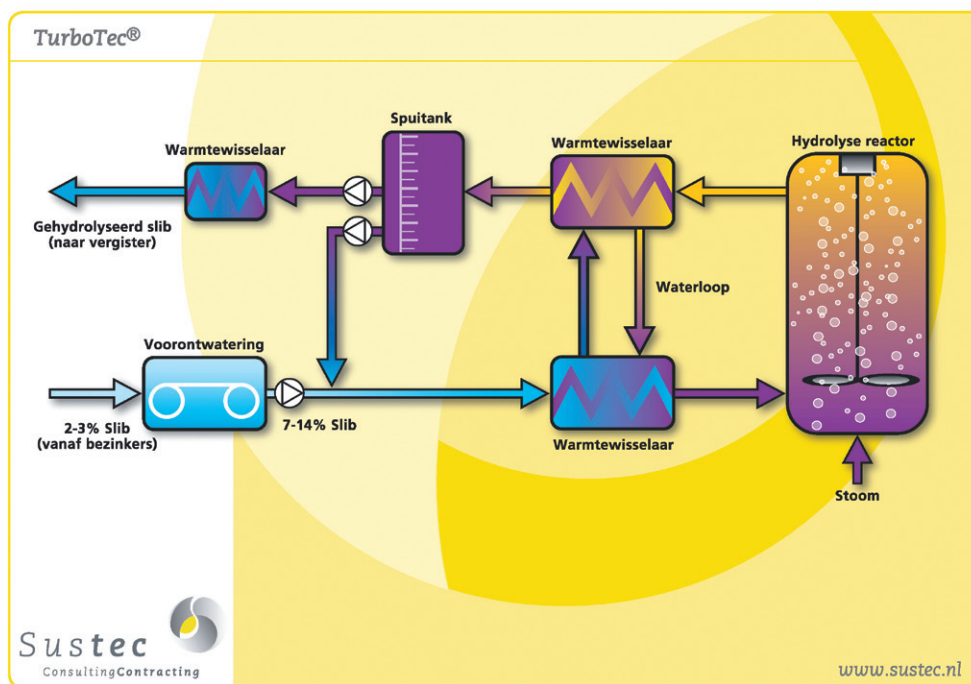 TurboTec®
Spuitank
Warmtewisselaar
Warmtewisselaar
Hydrolyse reactor
Gehydrolyseerd slib
(naar vergister)
Waterloop
Voorontwatering
2-3% Slib
(vanaf bezinkers)
7-14% Slib
Warmtewisselaar
Stoom
Sustec
ConsultingContracting
www.sustec.nl